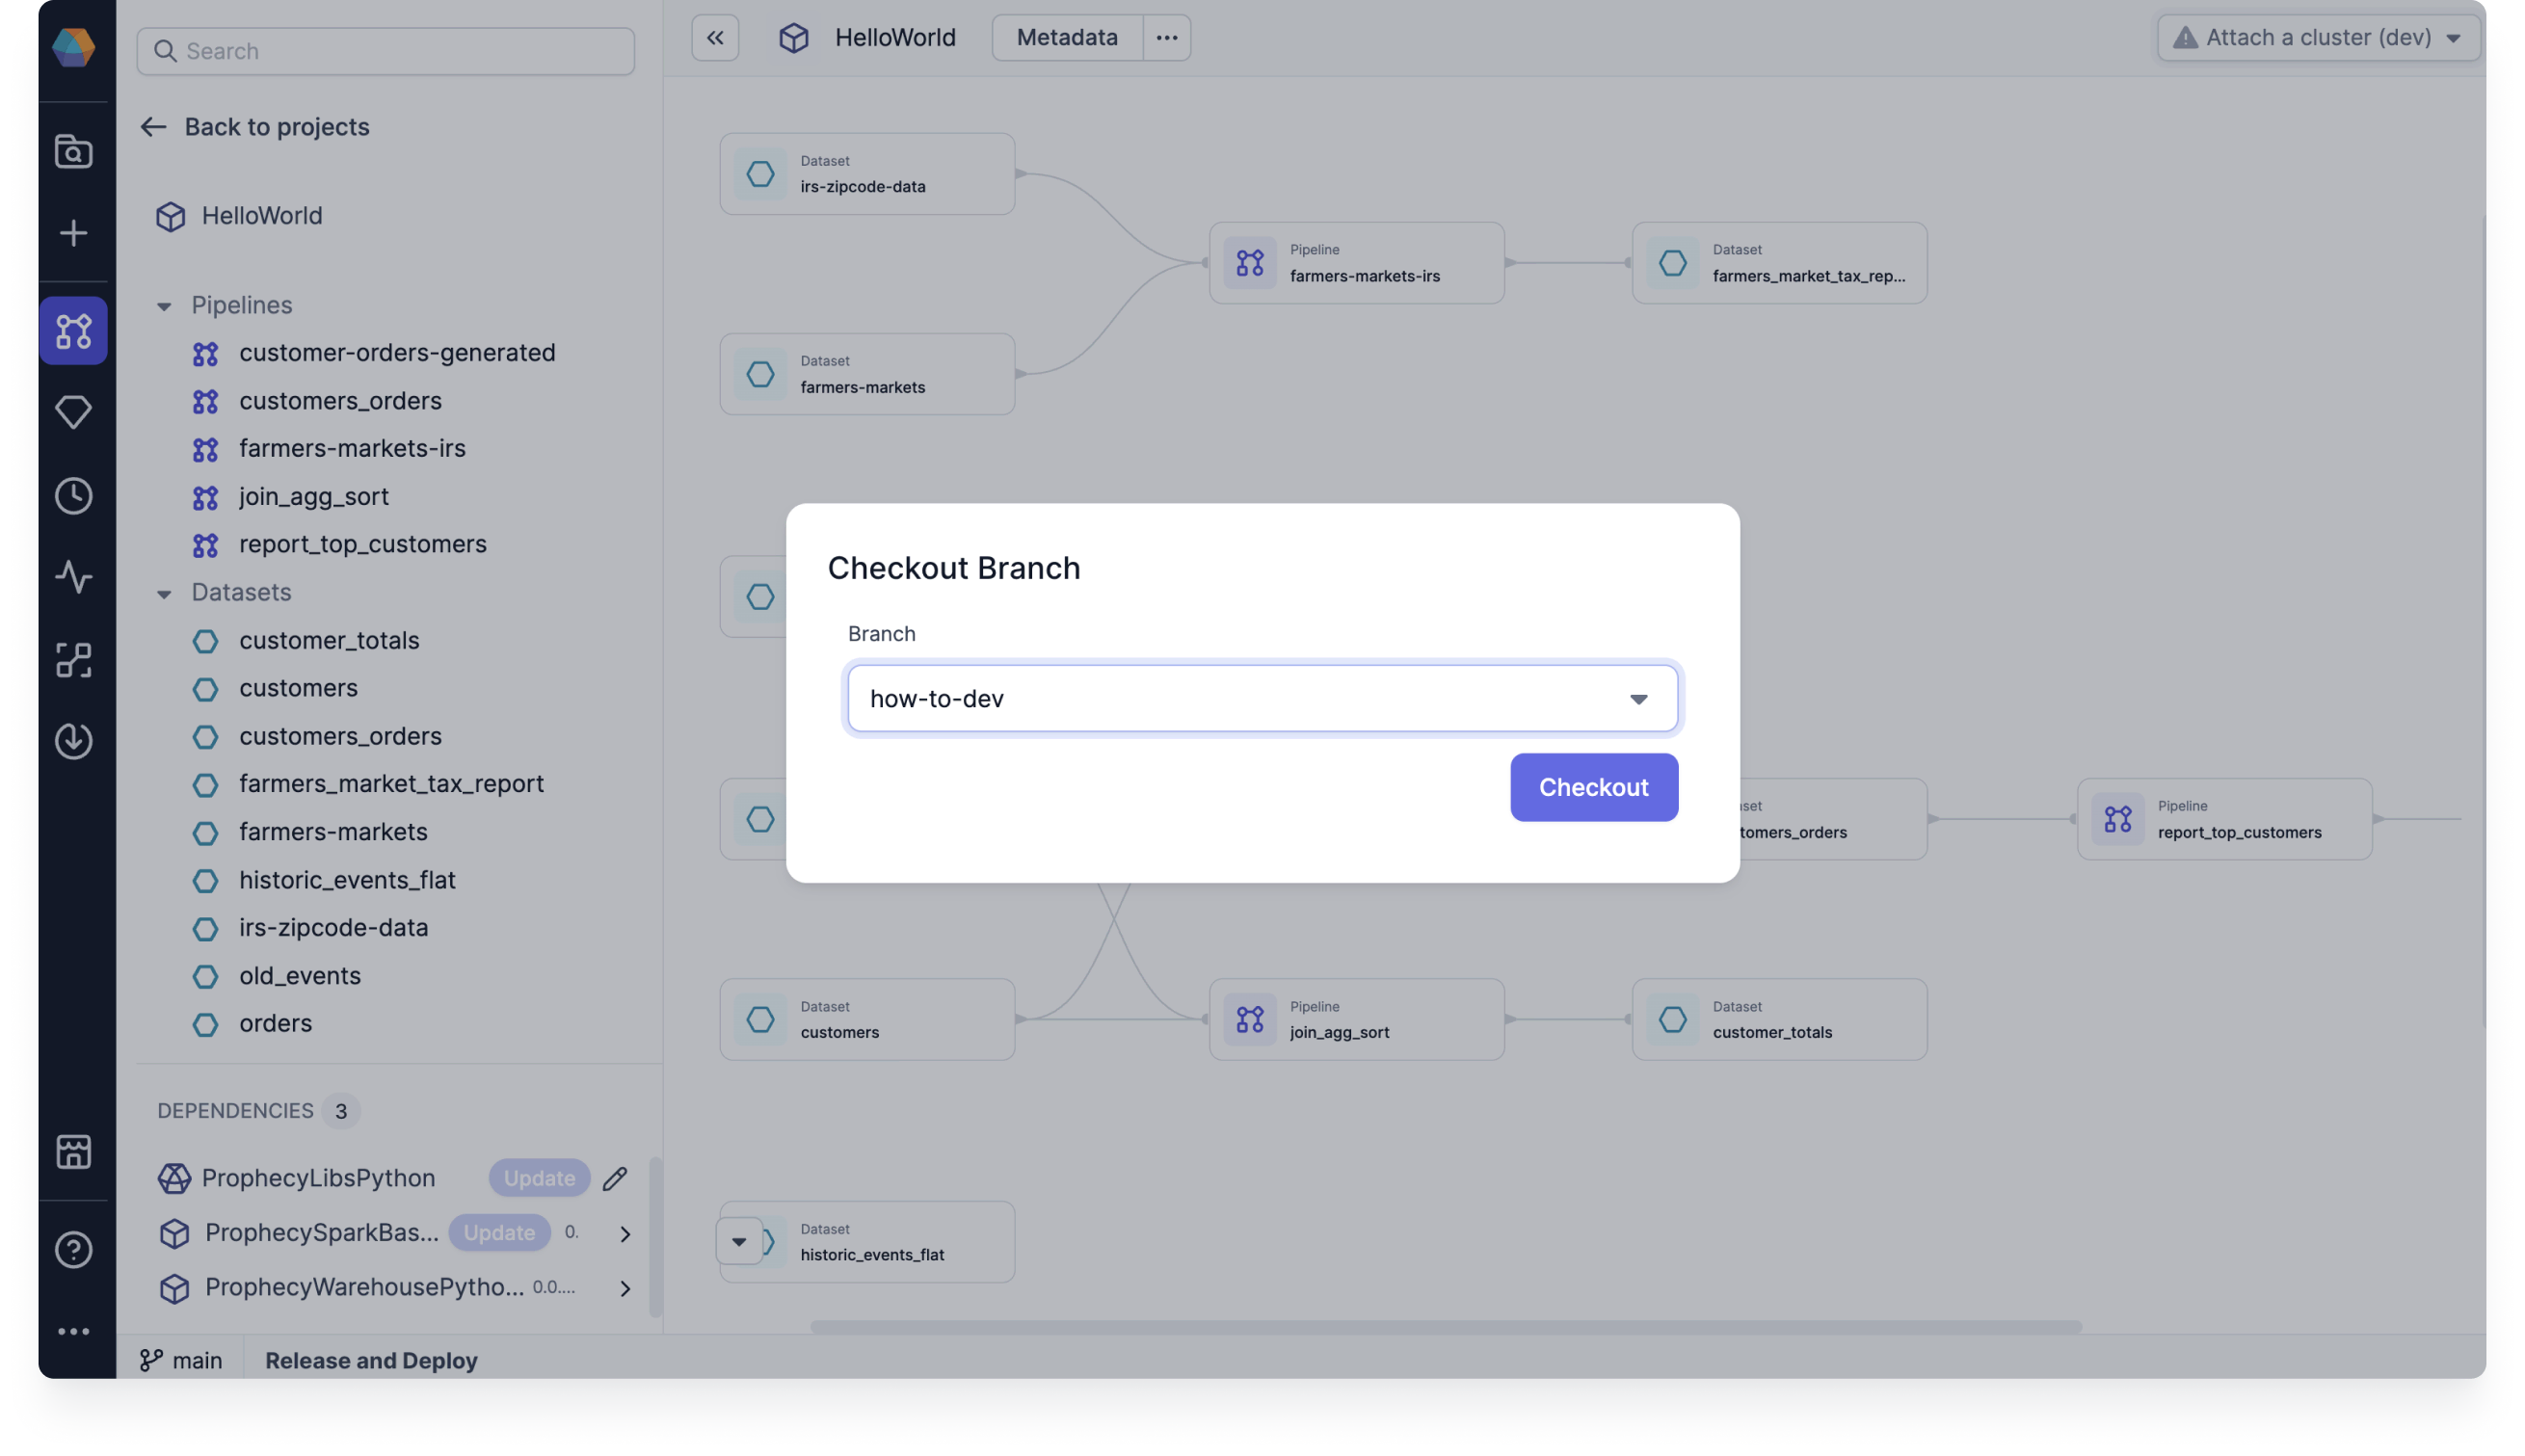 Search
Back to projects
HelloWorld
Pipelines
customer-orders-generated
customers_orders
farmers-markets-irs
join_agg_sort
report_top_customers
Datasets
customer_totals
customers
customers_orders
farmers_market_tax_report
farmers-markets
historic_events_flat
irs-zipcode-data
old_events
orders
DEPENDENCIES 3
ProphecyLibsPython Update
ProphecySparkBas... Update 0.
ProphecyWarehousePytho... 0.0....
main Release and Deploy
HelloWorld Metadata Attach a cluster (dev)
Dataset
irs-zipcode-data
Pipeline
farmers-markets-irs
Dataset
farmers_market_tax_rep...
Dataset
farmers-markets
Checkout Branch
Branch
how-to-dev
Checkout
set
tomers_orders
Pipeline
report_top_customers
Dataset
customers
Pipeline
join_agg_sort
Dataset
customer_totals
Dataset
historic_events_flat